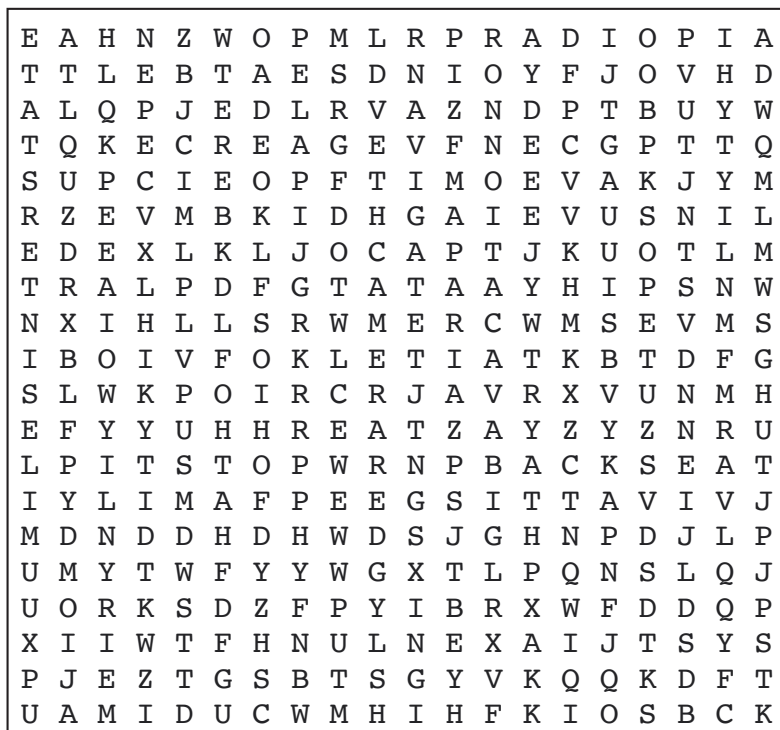 E A H N Z W O P M L R P R A D I O P I A
T T L E B T A E S D N I O Y F J O V H D
A L Q P J E D L R V A Z N D P T B U Y W
T Q K E C R E A G E V F N E C G P T T Q
S U P C I E O P F T I M O E V A K J Y M
R Z E V M B K I D H G A I E V U S N I L
E D E X L K L J O C A P T J K U O T L M
T R A L P D F G T A T A A Y H I P S N W
N X I H L L S R W M E R C W M S E V M S
I B O I V F O K L E T I A T K B T D F G
S L W K P O I R C R J A V R X V U N M H
E F Y Y U H H R E A T Z A Y Z Y Z N R U
L P I T S T O P W R N P B A C K S E A T
I Y L I M A F P E E G S I T T A V I V J
M D N D D H D H W D S J G H N P D J L P
U M Y T W F Y Y W G X T L P Q N S L Q J
U O R K S D Z F P Y I B R X W F D D Q P
X I I W T F H N U L N E X A I J T S Y S
P J E Z T G S B T S G Y V K Q Q K D F T
U A M I D U C W M H I H F K I O S B C K